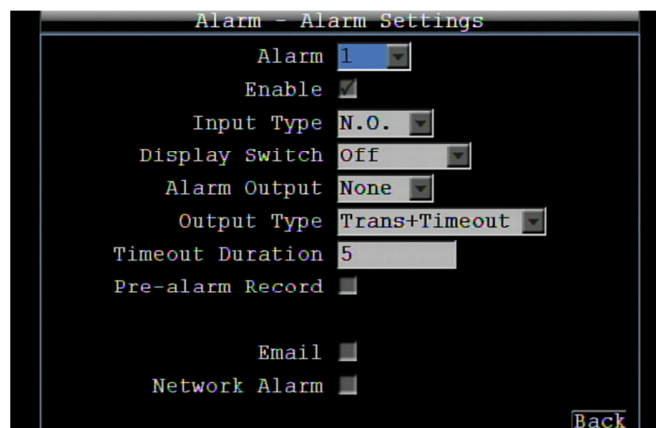 Alarm - Alarm Settings
Alarm 1
Enable
Input Type N.O.
Display Switch Off
Alarm Output None
Output Type Trans+Timeout
Timeout Duration 5
Pre-alarm Record
Email
Network Alarm
Back